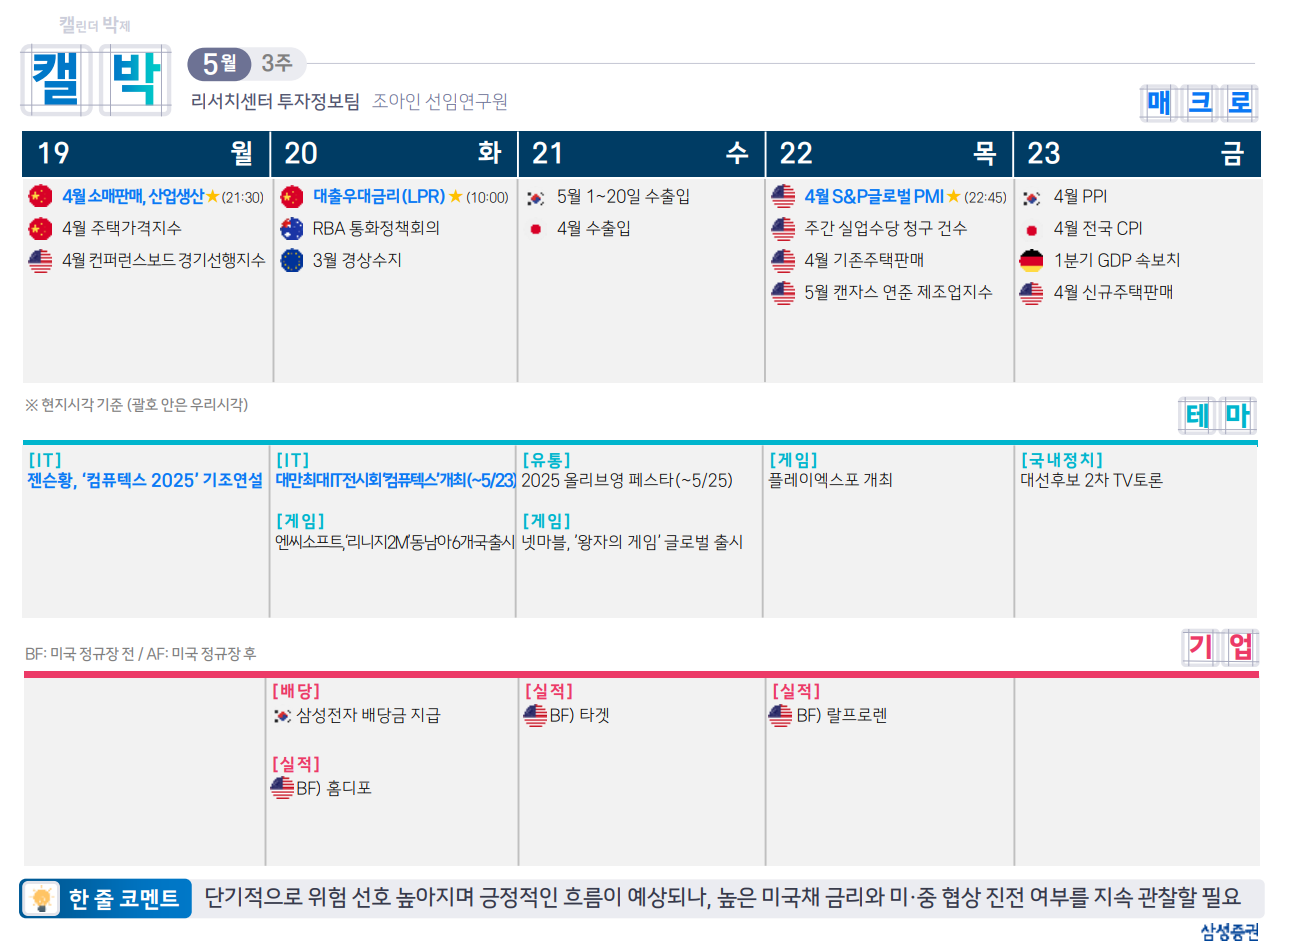 캘린더 박제
캘박
5월 3주
리서치센터 투자정보팀 조아인 선임연구원
매크로
19 월 20 화 21 수 22 목 23 금
4월 소매판매, 산업생산★(21:30)
4월 주택가격지수
4월 컨퍼런스보드 경기선행지수
대출우대금리(LPR)★(10:00)
RBA 통화정책회의
3월 경상수지
5월 1~20일 수출입
4월 수출입
4월 S&P글로벌 PMI★(22:45)
주간 실업수당 청구 건수
4월 기존주택판매
5월 캔자스 연준 제조업지수
4월 PPI
4월 전국 CPI
1분기 GDP 속보치
4월 신규주택판매
※ 현지시각 기준 (괄호 안은 우리시각)
테마
[IT]
젠슨황, ‘컴퓨텍스 2025’ 기조연설
[IT]
대만최대IT전시회‘컴퓨텍스’개최(~5/23)
[게임]
엔씨소프트,‘리니지2M’동남아6개국출시
[유통]
2025 올리브영 페스타(~5/25)
[게임]
넷마블, ‘왕자의 게임’ 글로벌 출시
[게임]
플레이엑스포 개최
[국내정치]
대선후보 2차 TV토론
BF: 미국 정규장 전 / AF: 미국 정규장 후
기업
[배당]
삼성전자 배당금 지급
[실적]
BF) 홈디포
[실적]
BF) 타겟
[실적]
BF) 랄프로렌
한 줄 코멘트
단기적으로 위험 선호 높아지며 긍정적인 흐름이 예상되나, 높은 미국채 금리와 미·중 협상 진전 여부를 지속 관찰할 필요
삼성증권